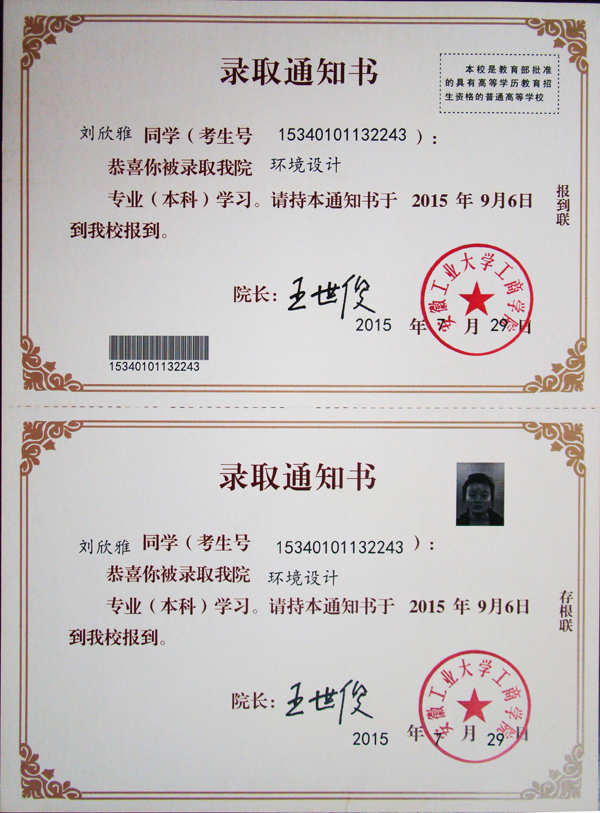 录取通知书
本校是教育部批准
的具有高等学历教育招
生资格的普通高等学校
刘欣雅 同学（考生号 15340101132243）：
恭喜你被录取我院 环境设计
专业（本科）学习。请持本通知书于 2015 年 9月6日
到我校报到。
报到联
院长：王世俊
安徽工业大学工商学院
2015 年 7 月 29 日
15340101132243
录取通知书
刘欣雅 同学（考生号 15340101132243）：
恭喜你被录取我院 环境设计
专业（本科）学习。请持本通知书于 2015 年 9月6日
到我校报到。
存根联
院长：王世俊
安徽工业大学工商学院
2015 年 7 月 29 日